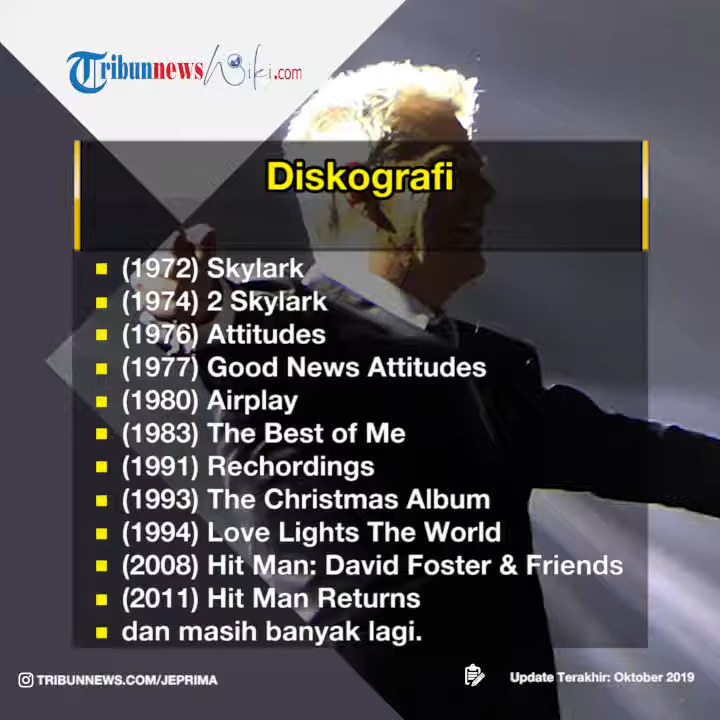 TribunnewsWiki.com
Diskografi
(1972) Skylark
(1974) 2 Skylark
(1976) Attitudes
(1977) Good News Attitudes
(1980) Airplay
(1983) The Best of Me
(1991) Rechordings
(1993) The Christmas Album
(1994) Love Lights The World
(2008) Hit Man: David Foster & Friends
(2011) Hit Man Returns
dan masih banyak lagi.
TRIBUNNEWS.COM/JEPRIMA
Update Terakhir: Oktober 2019